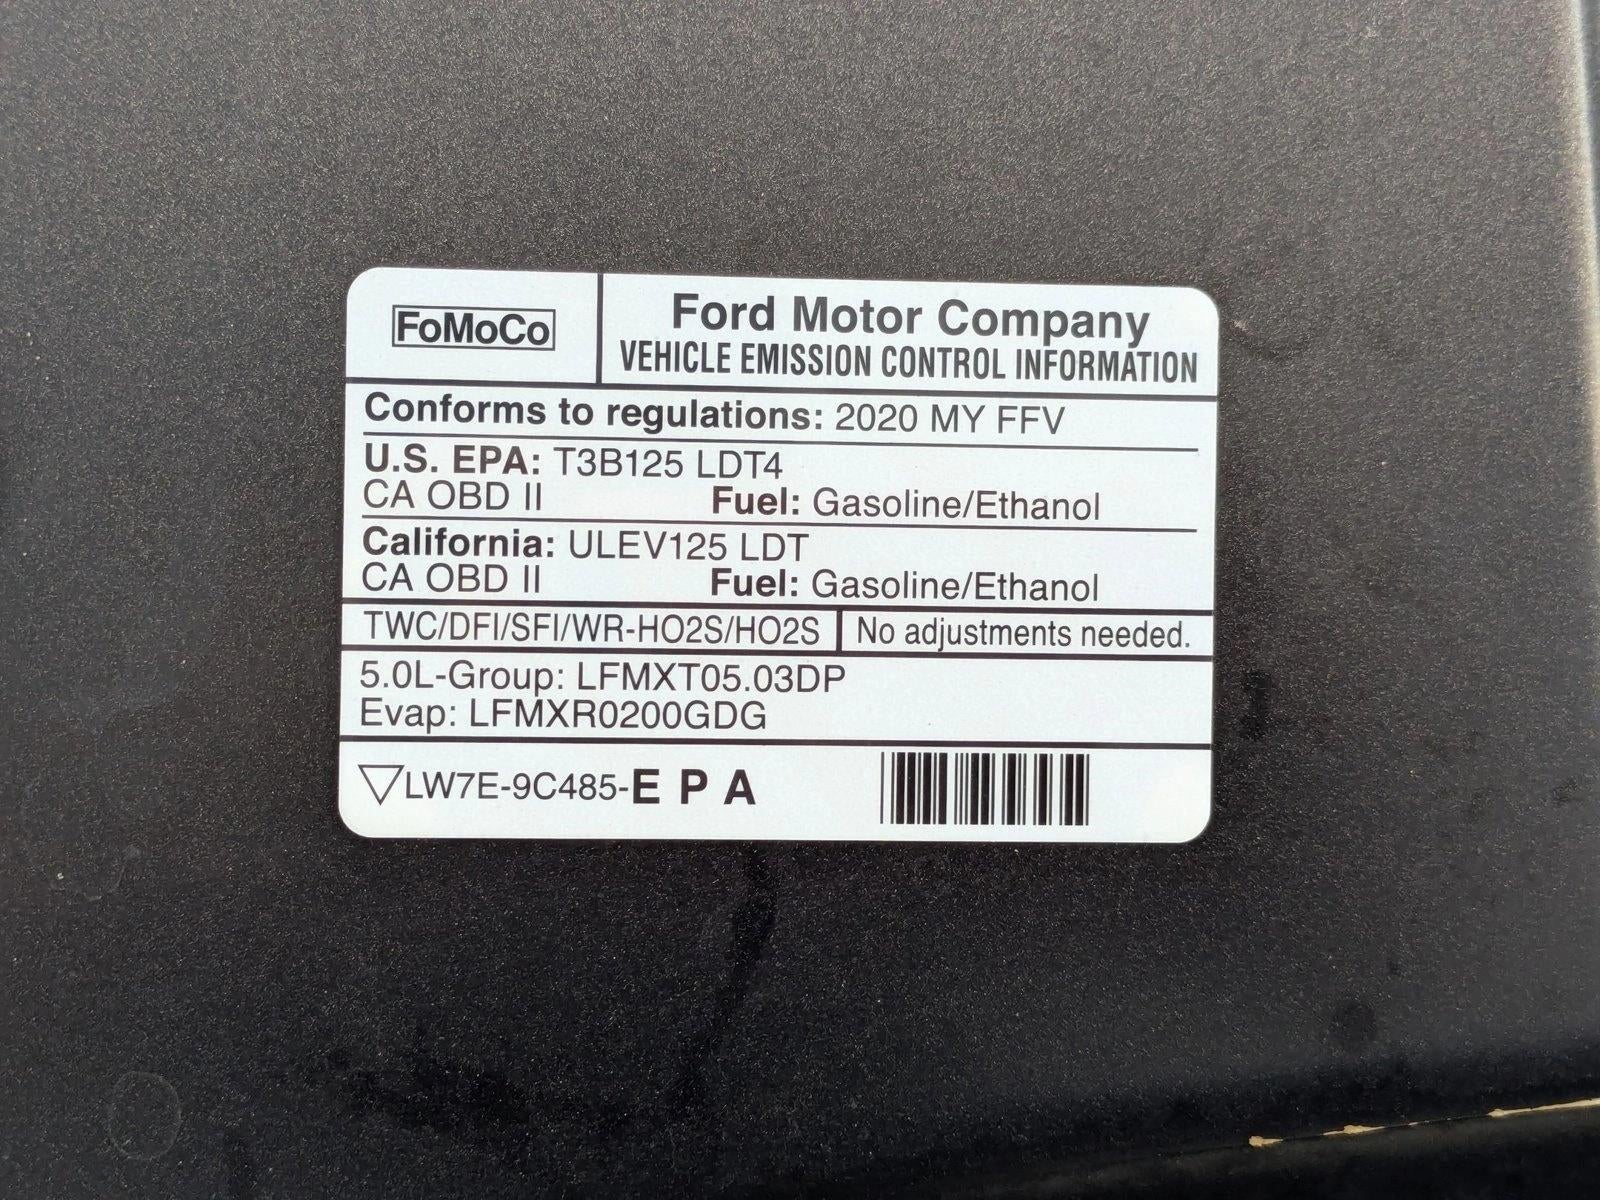 FoMoCo
Ford Motor Company
VEHICLE EMISSION CONTROL INFORMATION
Conforms to regulations: 2020 MY FFV
U.S. EPA: T3B125 LDT4
CA OBD II Fuel: Gasoline/Ethanol
California: ULEV125 LDT
CA OBD II Fuel: Gasoline/Ethanol
TWC/DFI/SFI/WR-HO2S/HO2S No adjustments needed.
5.0L-Group: LFMXT05.03DP
Evap: LFMXR0200GDG
LW7E-9C485-E P A